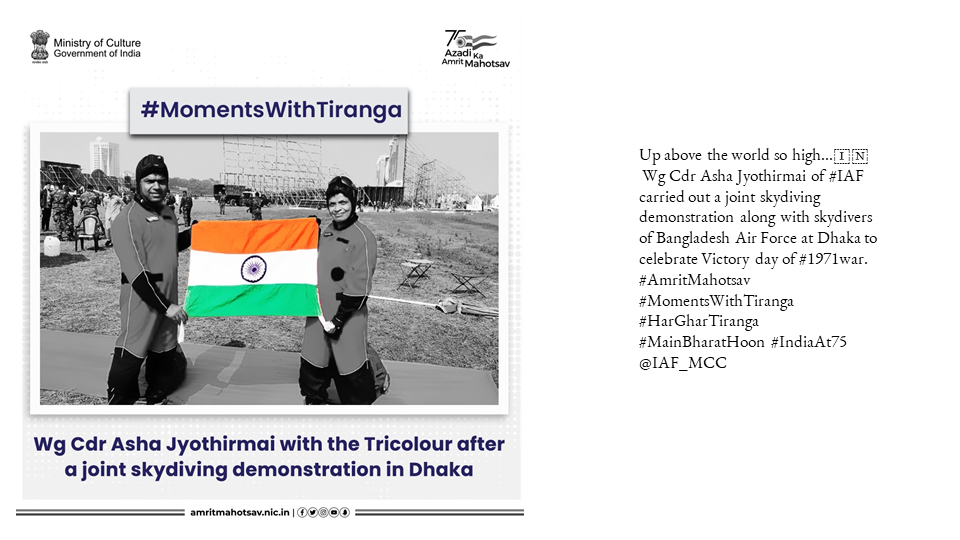 Ministry of Culture
Government of India
75
Azadi Ka
Amrit Mahotsav
#MomentsWithTiranga
Wg Cdr Asha Jyothirmai with the Tricolour after
a joint skydiving demonstration in Dhaka
amritmahotsav.nic.in |
Up above the world so high...🇮🇳
Wg Cdr Asha Jyothirmai of #IAF
carried out a joint skydiving
demonstration along with skydivers
of Bangladesh Air Force at Dhaka to
celebrate Victory day of #1971war.
#AmritMahotsav
#MomentsWithTiranga
#HarGharTiranga
#MainBharatHoon #IndiaAt75
@IAF_MCC